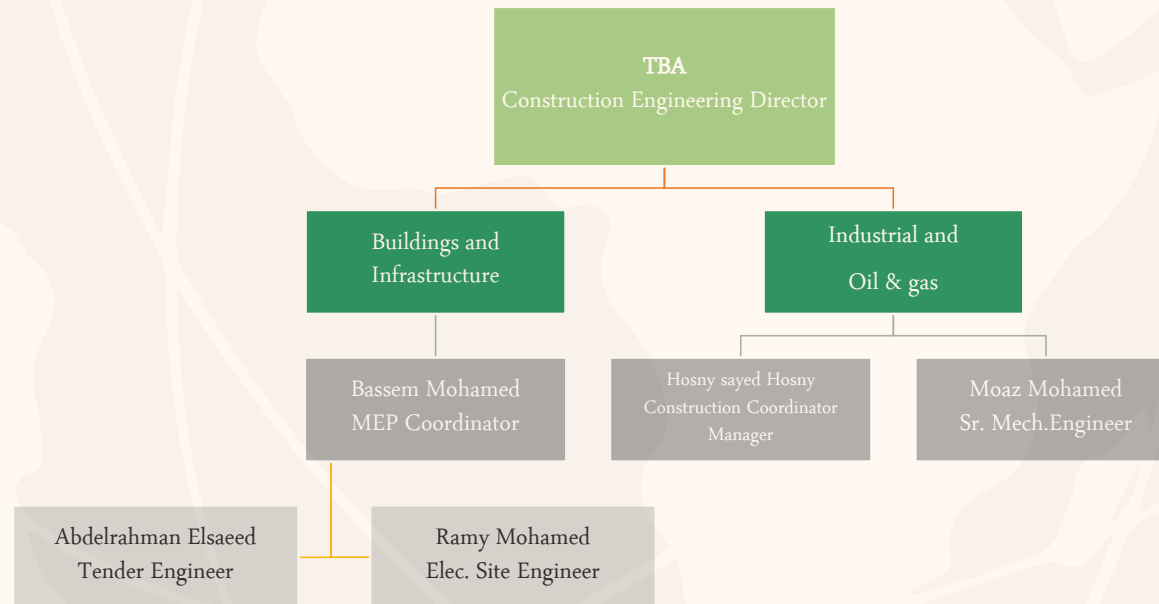 TBA
Construction Engineering Director
Buildings and
Infrastructure
Industrial and
Oil & gas
Bassem Mohamed
MEP Coordinator
Hosny sayed Hosny
Construction Coordinator
Manager
Moaz Mohamed
Sr. Mech.Engineer
Abdelrahman Elsaeed
Tender Engineer
Ramy Mohamed
Elec. Site Engineer